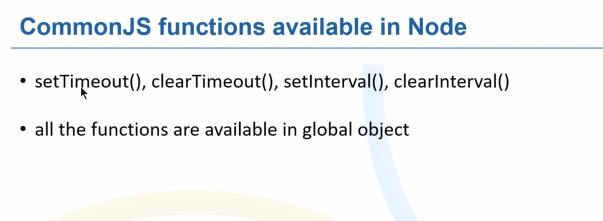 CommonJS functions available in Node
• setTimeout(), clearTimeout(), setInterval(), clearInterval()
• all the functions are available in global object